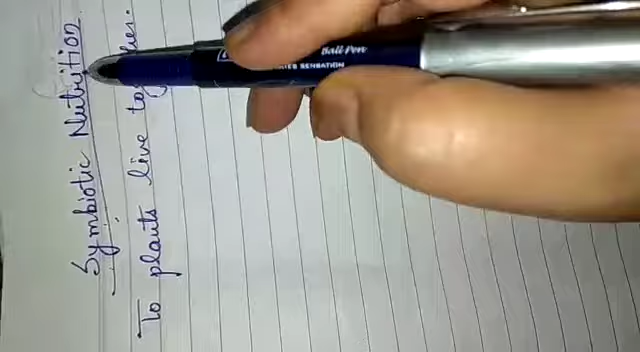 Symbiotic Nutrition
To plants live
Ball Pen
SENSATION